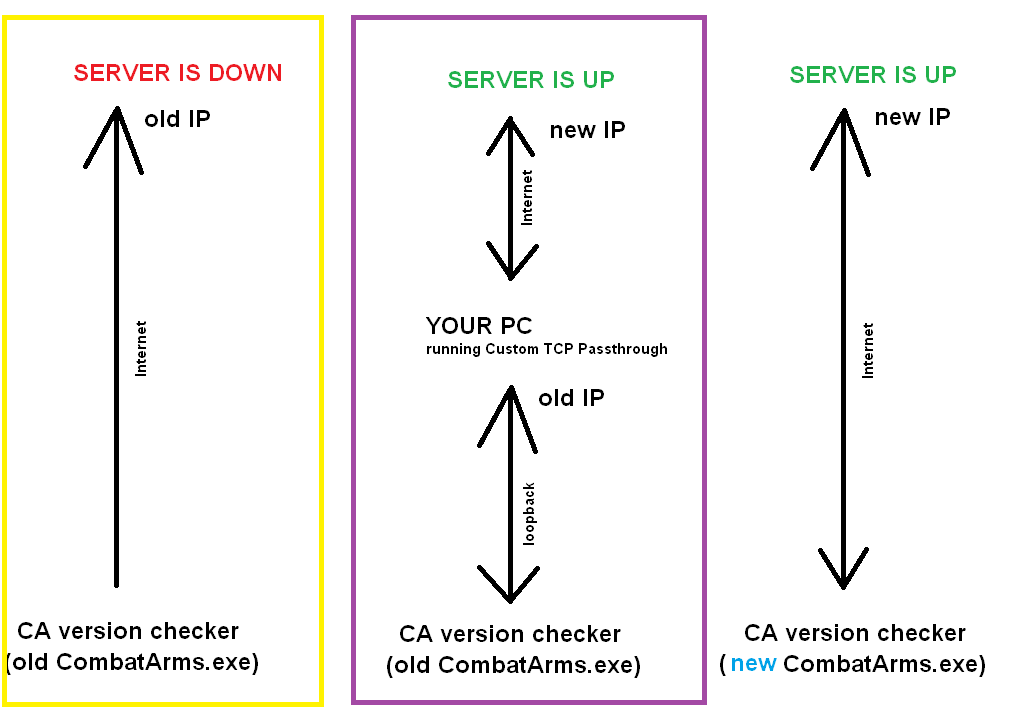 SERVER IS DOWN
old IP
Internet
CA version checker
(old CombatArms.exe)
SERVER IS UP
new IP
Internet
YOUR PC
running Custom TCP Passthrough
old IP
loopback
CA version checker
(old CombatArms.exe)
SERVER IS UP
new IP
Internet
CA version checker
(new CombatArms.exe)